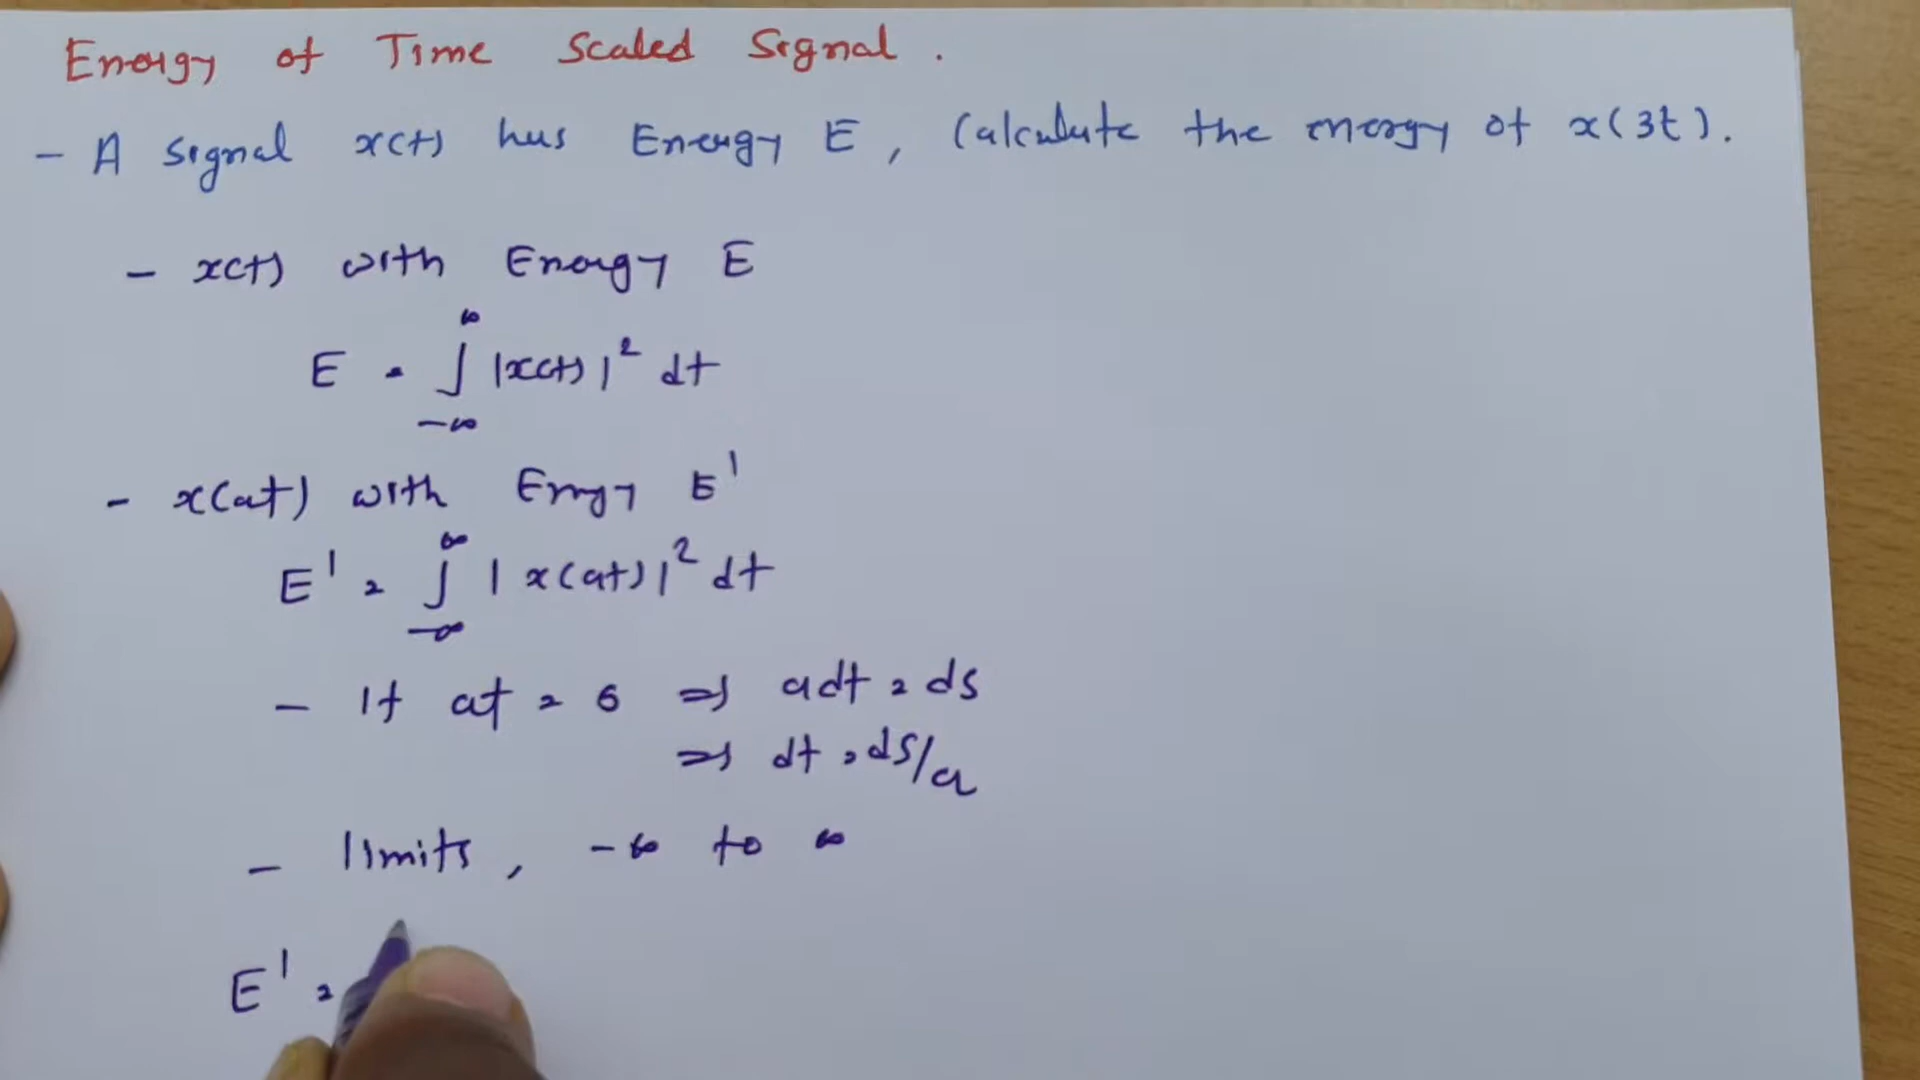 Energy of Time Scaled Signal.
- A signal x(t) has Energy E, Calculate the energy of x(3t).
- x(t) with Energy E
E = ∫_{-∞}^{∞} |x(t)|² dt
- x(at) with Energy E'
E' = ∫_{-∞}^{∞} |x(at)|² dt
- If at = s ⇒ adt = ds
⇒ dt = ds/a
- limits, -∞ to ∞
E' =